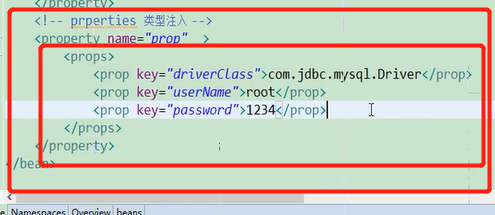 </property>
<!-- prperties 类型注入 -->
<property name="prop" >
<props>
<prop key="driverClass">com.jdbc.mysql.Driver</prop>
<prop key="userName">root</prop>
<prop key="password">1234</prop>
</props>
</property>
</bean>
Namespaces Overview beans